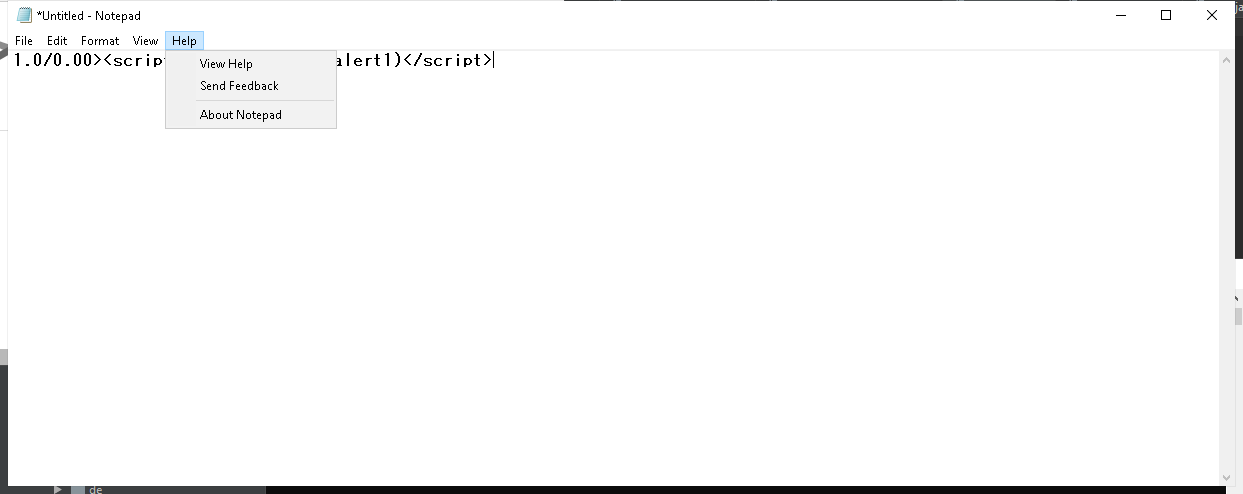 *Untitled - Notepad
File Edit Format View Help
1.0/0.00><scrip alert1)</script>
View Help
Send Feedback
About Notepad
de